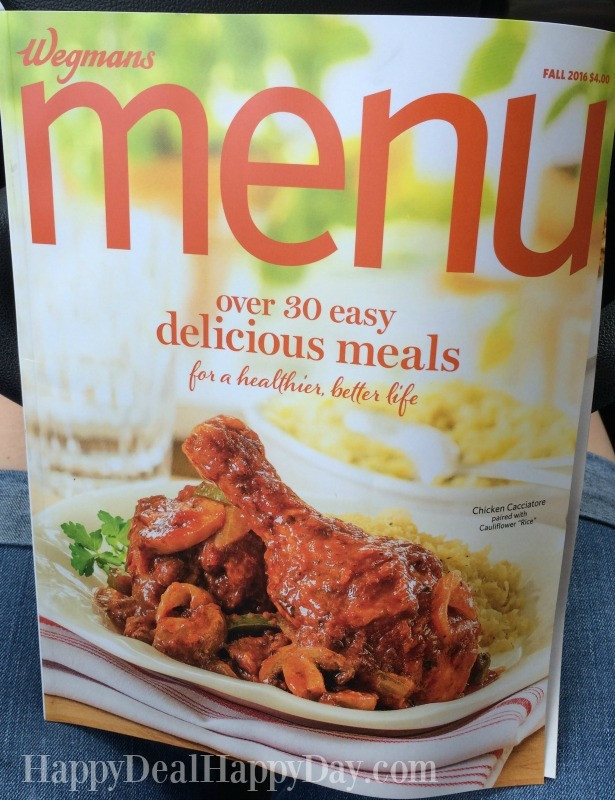 Wegmans
FALL 2016 $4.00
menu
over 30 easy
delicious meals
for a healthier, better life
Chicken Cacciatore
paired with
Cauliflower "Rice"
HappyDealHappyDay.com